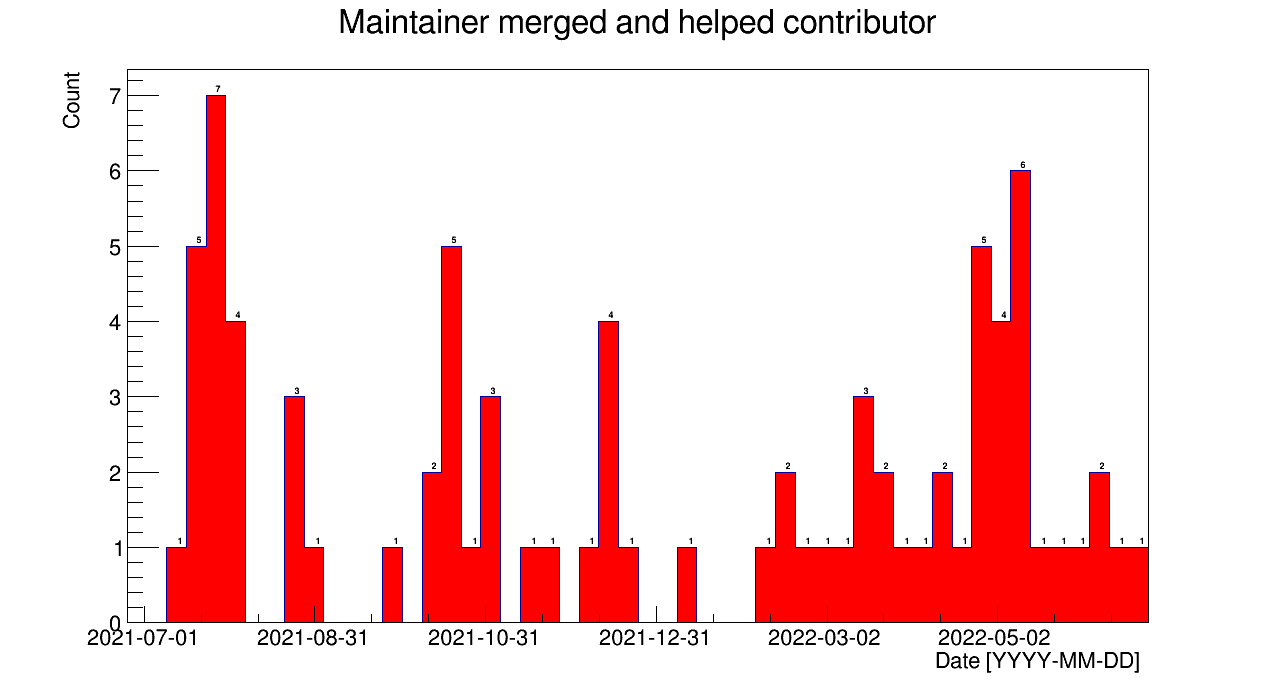 Maintainer merged and helped contributor
Count
7
6
5
4
3
2
1
0
1 5 7 4 3 1 1 2 5 1 3 1 1 1 4 1 1 1 2 1 1 1 3 2 1 1 2 1 5 4 6 1 1 1 2 1 1
2021-07-01 2021-08-31 2021-10-31 2021-12-31 2022-03-02 2022-05-02
Date [YYYY-MM-DD]